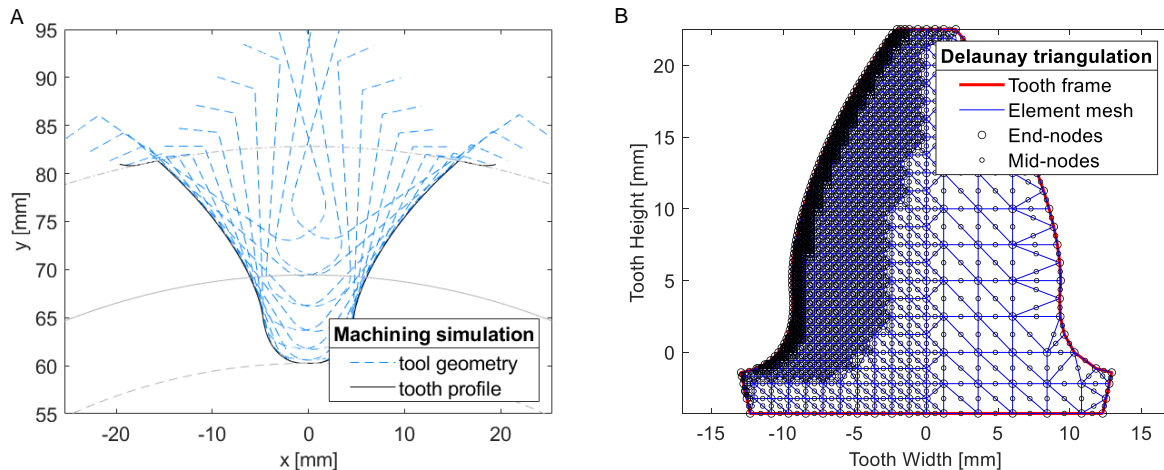 A
95
90
85
80
75
70
65
60
55
y [mm]
-20
-10
0
10
20
x [mm]
Machining simulation
tool geometry
tooth profile
B
20
15
10
5
0
Tooth Height [mm]
-15
-10
-5
0
5
10
15
Tooth Width [mm]
Delaunay triangulation
Tooth frame
Element mesh
End-nodes
Mid-nodes